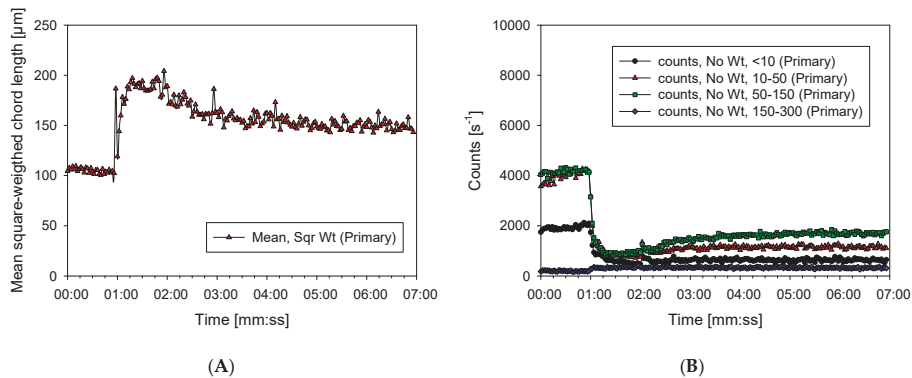 250
200
150
100
50
0
Mean square-weigthed chord length [µm]
Mean, Sqr Wt (Primary)
00:00 01:00 02:00 03:00 04:00 05:00 06:00 07:00
Time [mm:ss]
(A)
10000
8000
6000
4000
2000
0
Counts [s⁻¹]
counts, No Wt, <10 (Primary)
counts, No Wt, 10-50 (Primary)
counts, No Wt, 50-150 (Primary)
counts, No Wt, 150-300 (Primary)
00:00 01:00 02:00 03:00 04:00 05:00 06:00 07:00
Time [mm:ss]
(B)